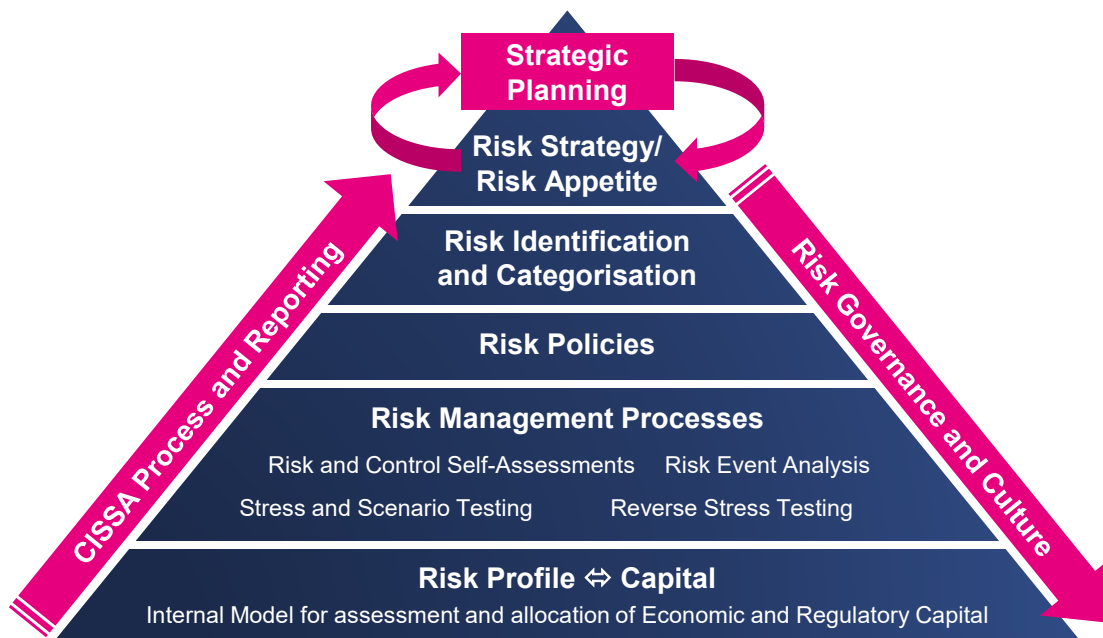 Strategic
Planning
Risk Strategy/
Risk Appetite
Risk Identification
and Categorisation
Risk Policies
Risk Management Processes
Risk and Control Self-Assessments
Risk Event Analysis
Stress and Scenario Testing
Reverse Stress Testing
Risk Profile ⇔ Capital
Internal Model for assessment and allocation of Economic and Regulatory Capital
CISSA Process and Reporting
Risk Governance and Culture